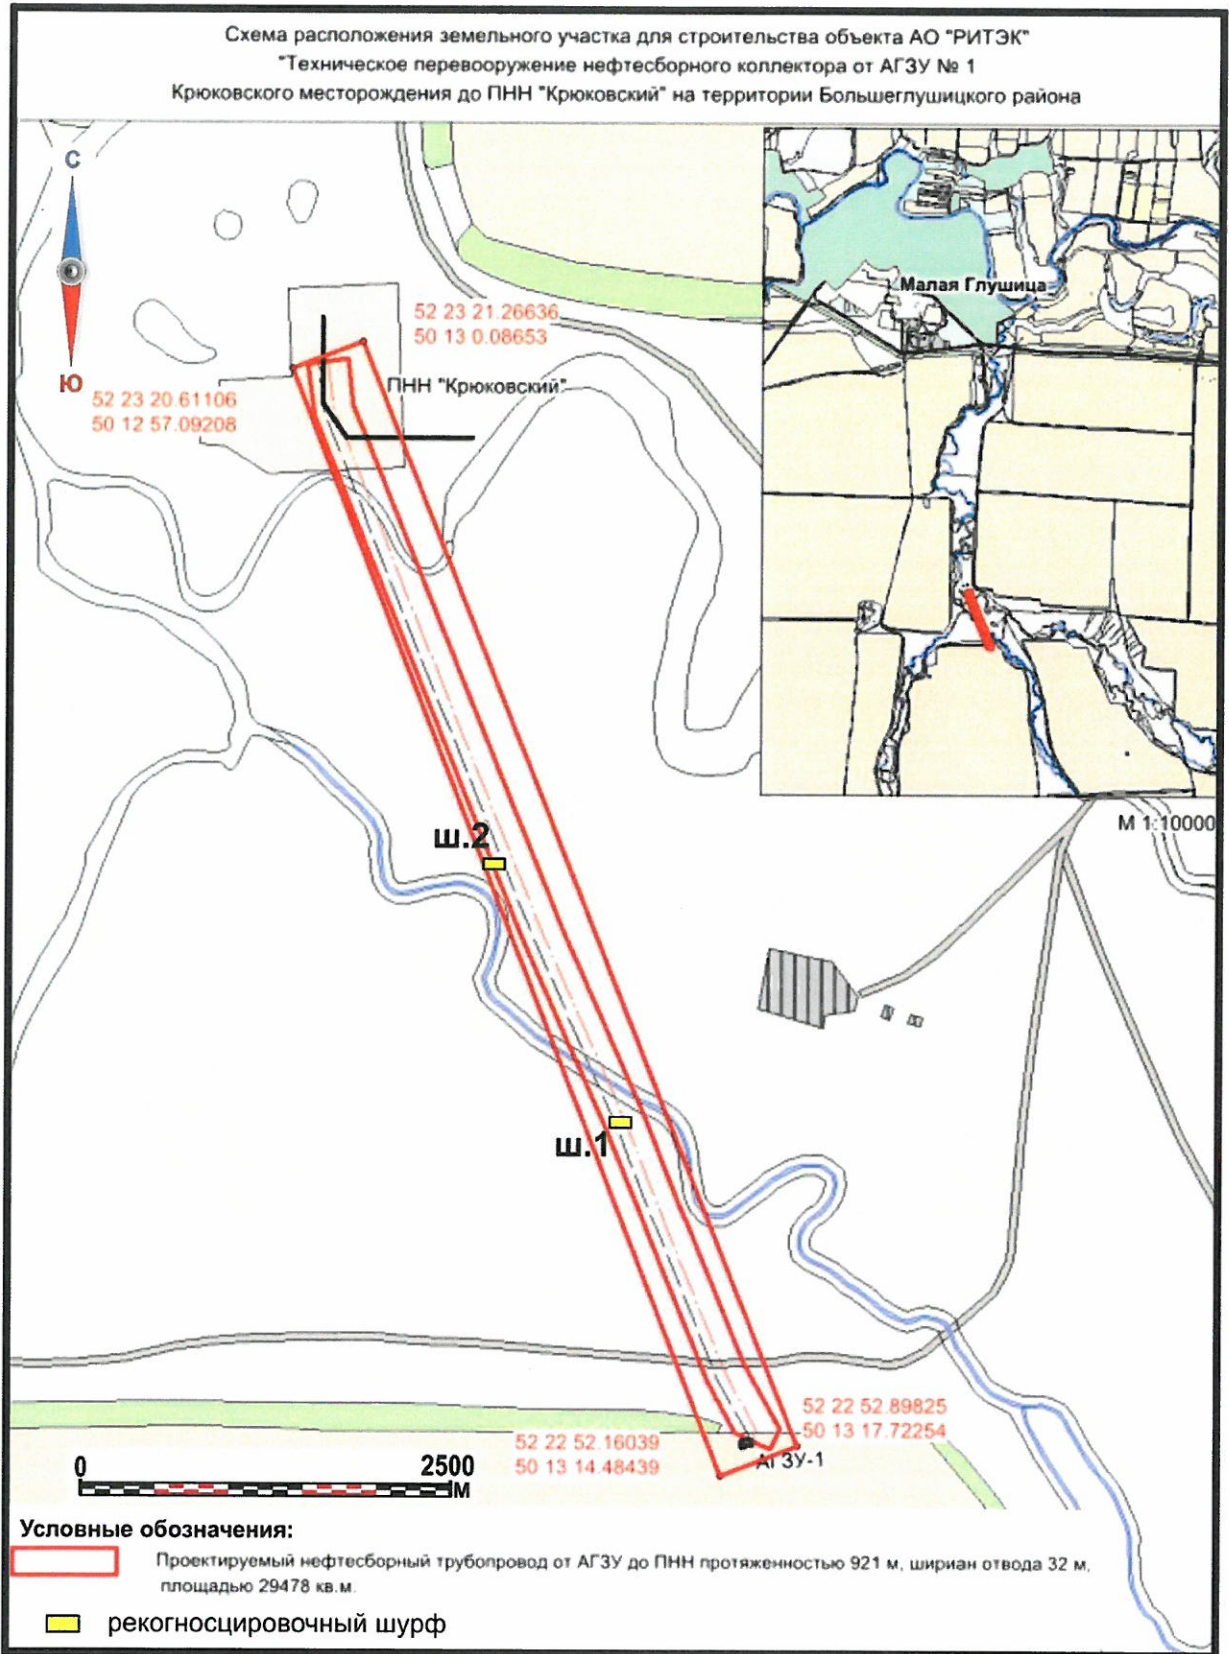 Схема расположения земельного участка для строительства объекта АО "РИТЭК"
"Техническое перевооружение нефтесборного коллектора от АГЗУ № 1
Крюковского месторождения до ПНН "Крюковский" на территории Большеглушицкого района
С
Ю
Малая Глушица
52 23 21.26636
50 13 0.08653
ПНН "Крюковский"
52 23 20.61106
50 12 57.09208
М 1:10000
ш.2
ш.1
52 22 52.89825
50 13 17.72254
52 22 52.16039
50 13 14.48439
АГЗУ-1
0 2500
М
Условные обозначения:
Проектируемый нефтесборный трубопровод от АГЗУ до ПНН протяженностью 921 м, шириан отвода 32 м,
площадью 29478 кв.м.
рекогносцировочный шурф